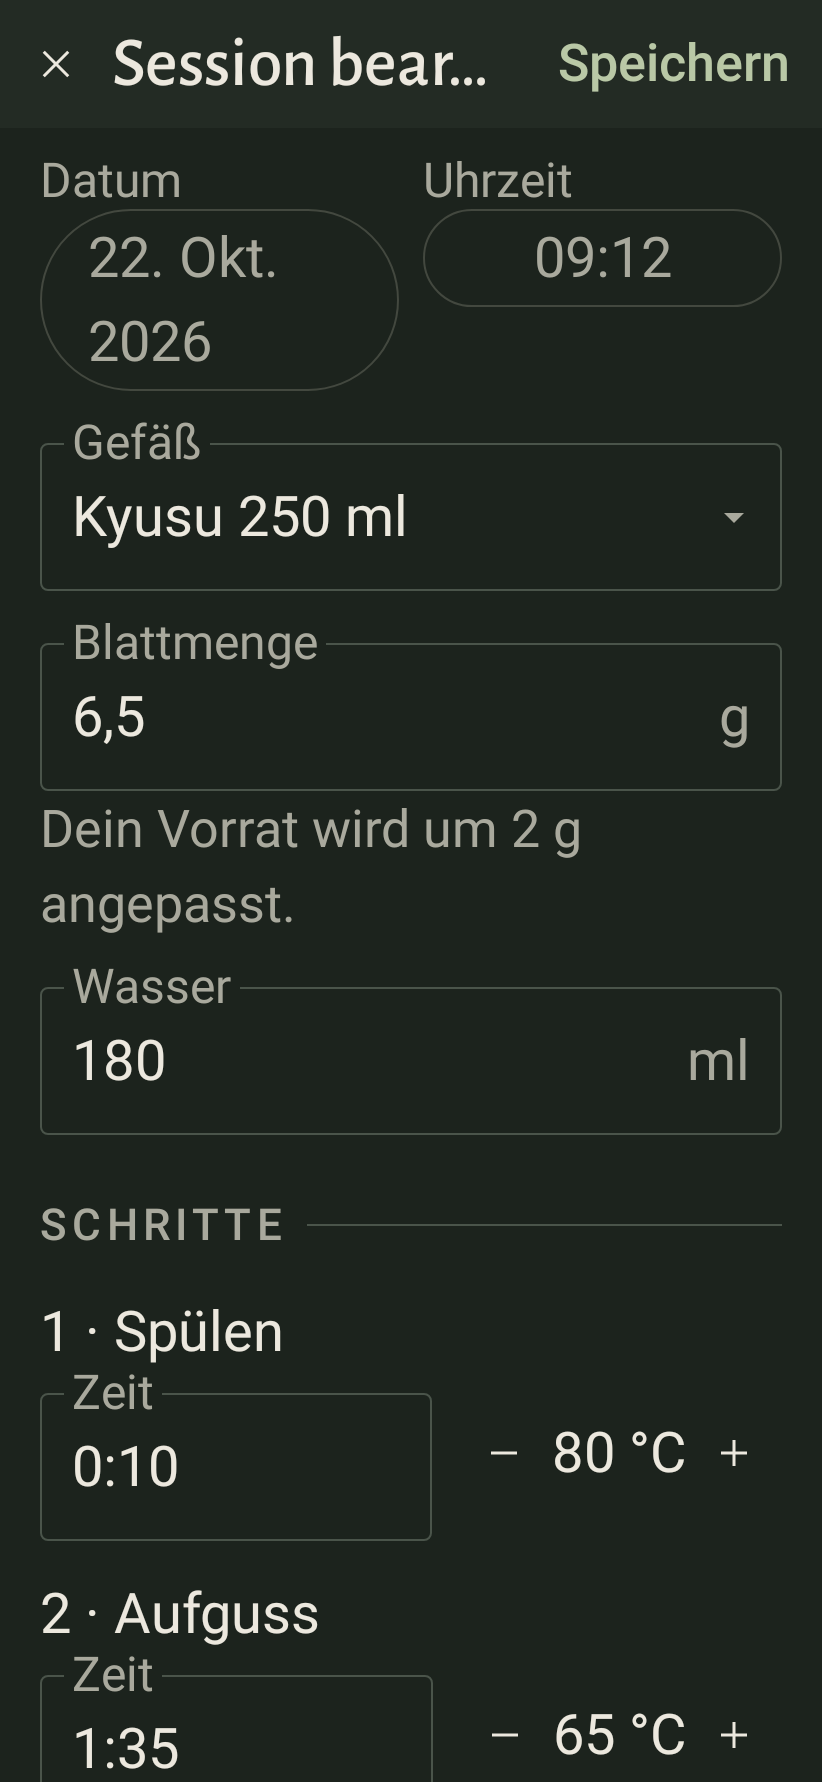 Session bear…
Speichern
Datum
Uhrzeit
22. Okt.
2026
09:12
Gefäß
Kyusu 250 ml
Blattmenge
6,5
g
Dein Vorrat wird um 2 g
angepasst.
Wasser
180
ml
SCHRITTE
1 · Spülen
Zeit
0:10
− 80 °C +
2 · Aufguss
Zeit
1:35
− 65 °C +